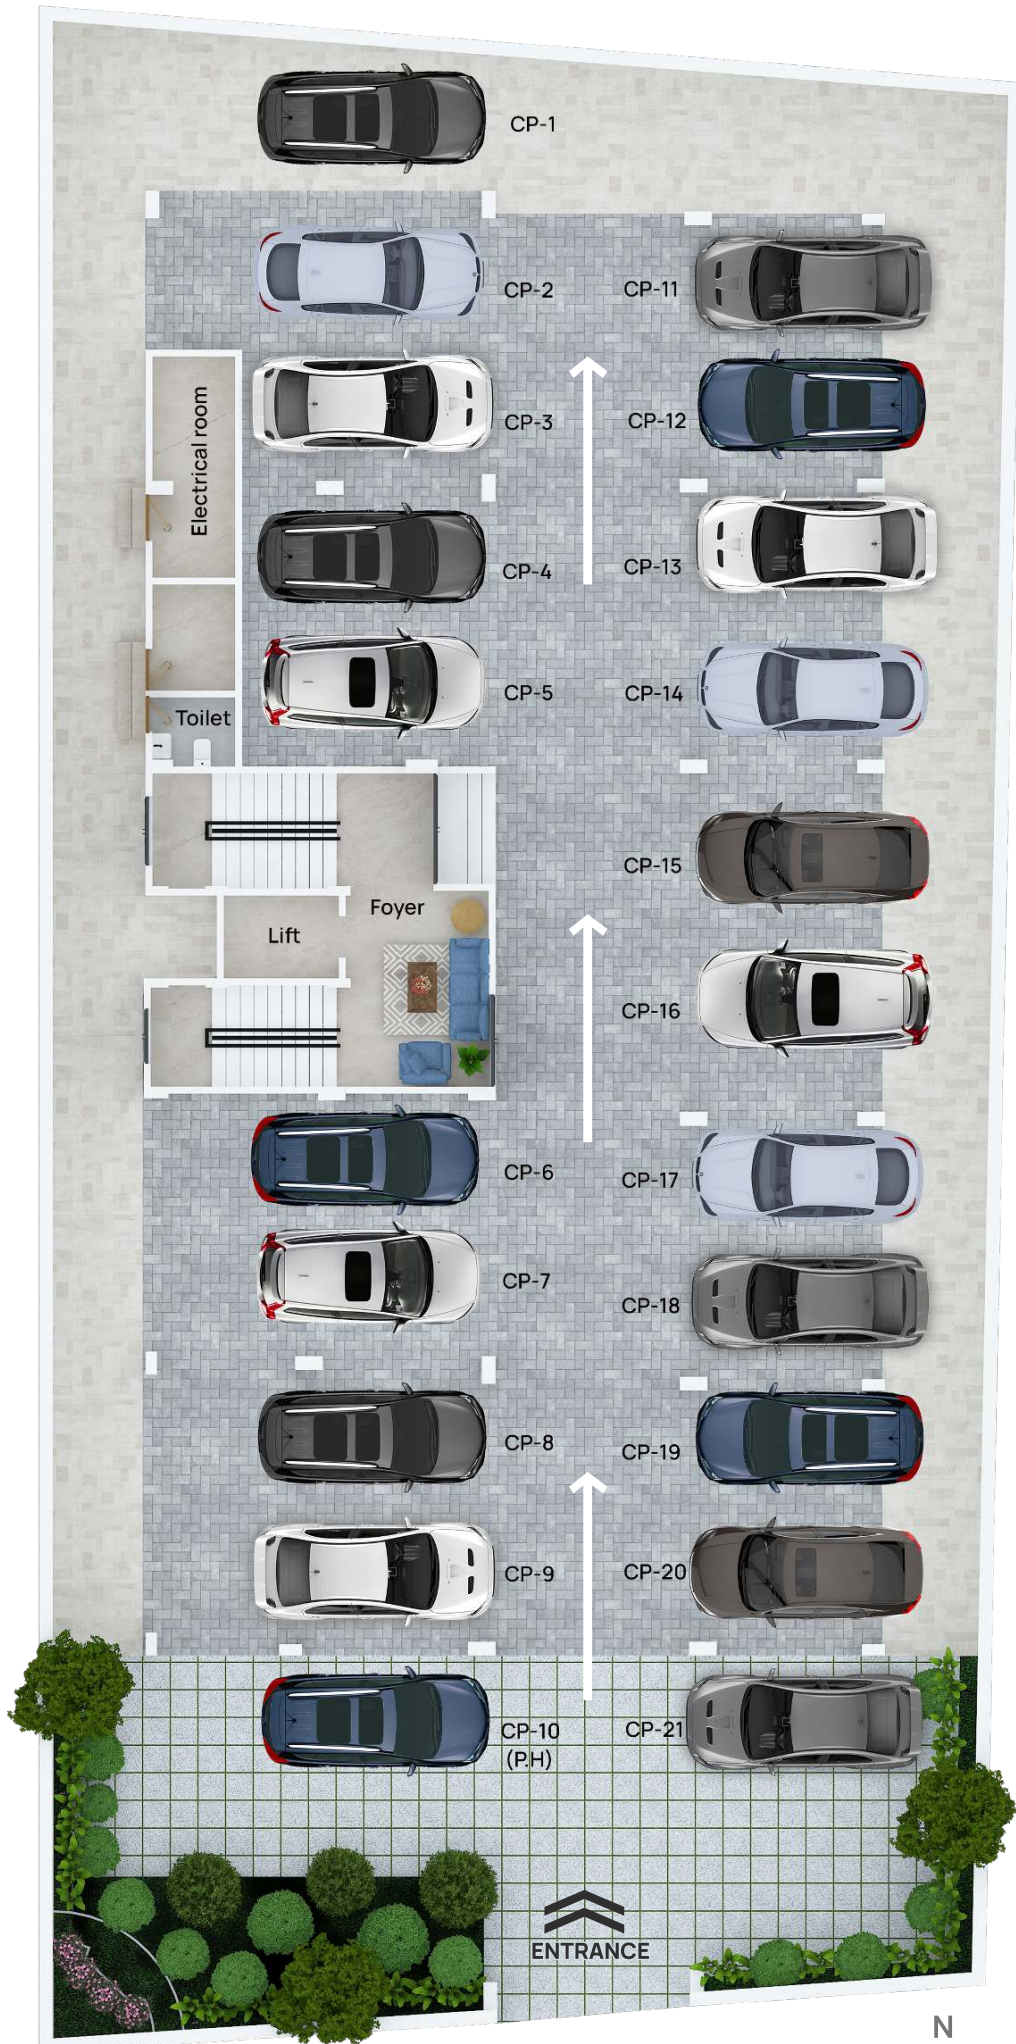 CP-1
CP-2
CP-11
CP-3
CP-12
Electrical room
CP-4
CP-13
CP-5
CP-14
Toilet
CP-15
Foyer
Lift
CP-16
CP-6
CP-17
CP-7
CP-18
CP-8
CP-19
CP-9
CP-20
CP-10
(P.H)
CP-21
ENTRANCE
N